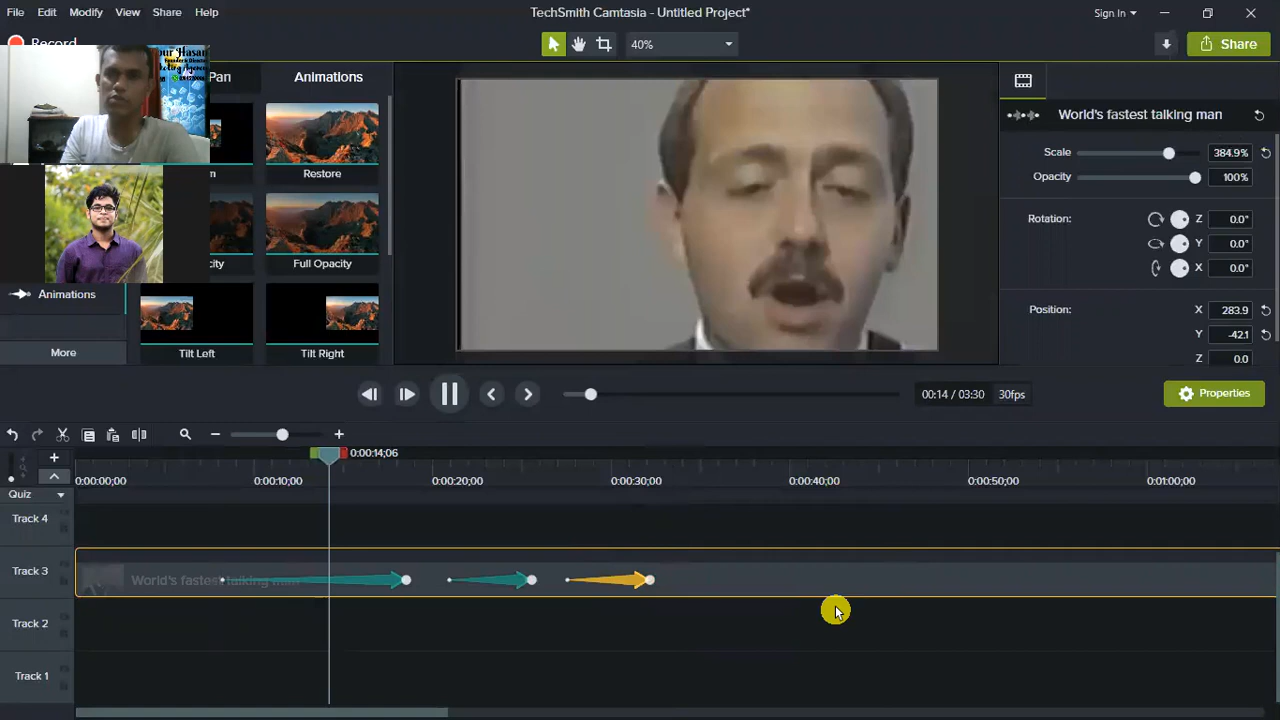 File Edit Modify View Share Help
TechSmith Camtasia - Untitled Project*
Sign In
Record
40%
Share
Pan
Animations
World's fastest talking man
Restore
Full Opacity
Tilt Left
Tilt Right
Animations
More
Scale 384.9%
Opacity 100%
Rotation: Z 0.0°
Y 0.0°
X 0.0°
Position: X 283.9
Y -42.1
Z 0.0
00:14 / 03:30 30fps
Properties
0:00:14;06
0:00:00;00 0:00:10;00 0:00:20;00 0:00:30;00 0:00:40;00 0:00:50;00 0:01:00;00
Quiz
Track 4
Track 3
World's fastest talking man
Track 2
Track 1